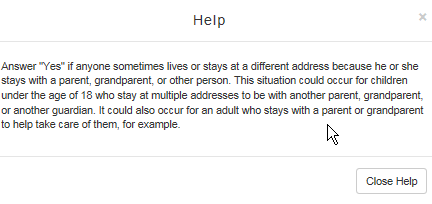 Help
×
Answer "Yes" if anyone sometimes lives or stays at a different address because he or she
stays with a parent, grandparent, or other person. This situation could occur for children
under the age of 18 who stay at multiple addresses to be with another parent, grandparent,
or another guardian. It could also occur for an adult who stays with a parent or grandparent
to help take care of them, for example.
Close Help